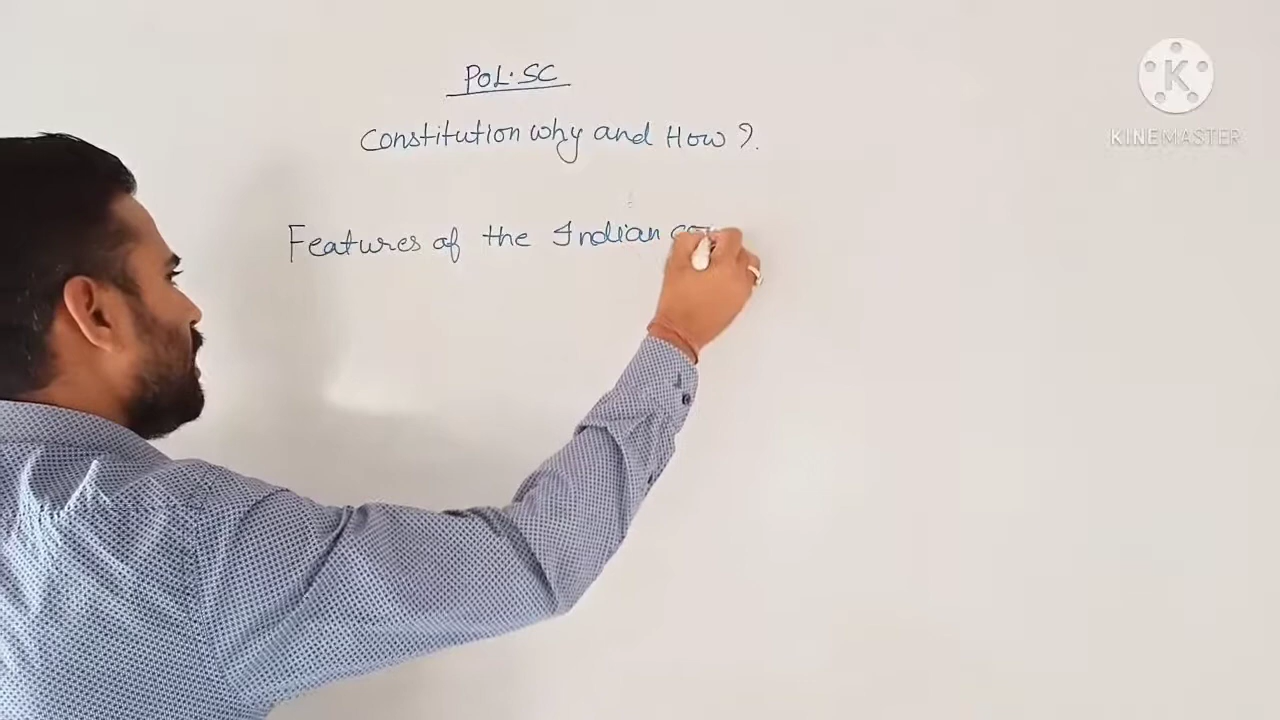 POL.SC
Constitution why and How ?.
Features of the Indian
K
KINEMASTER